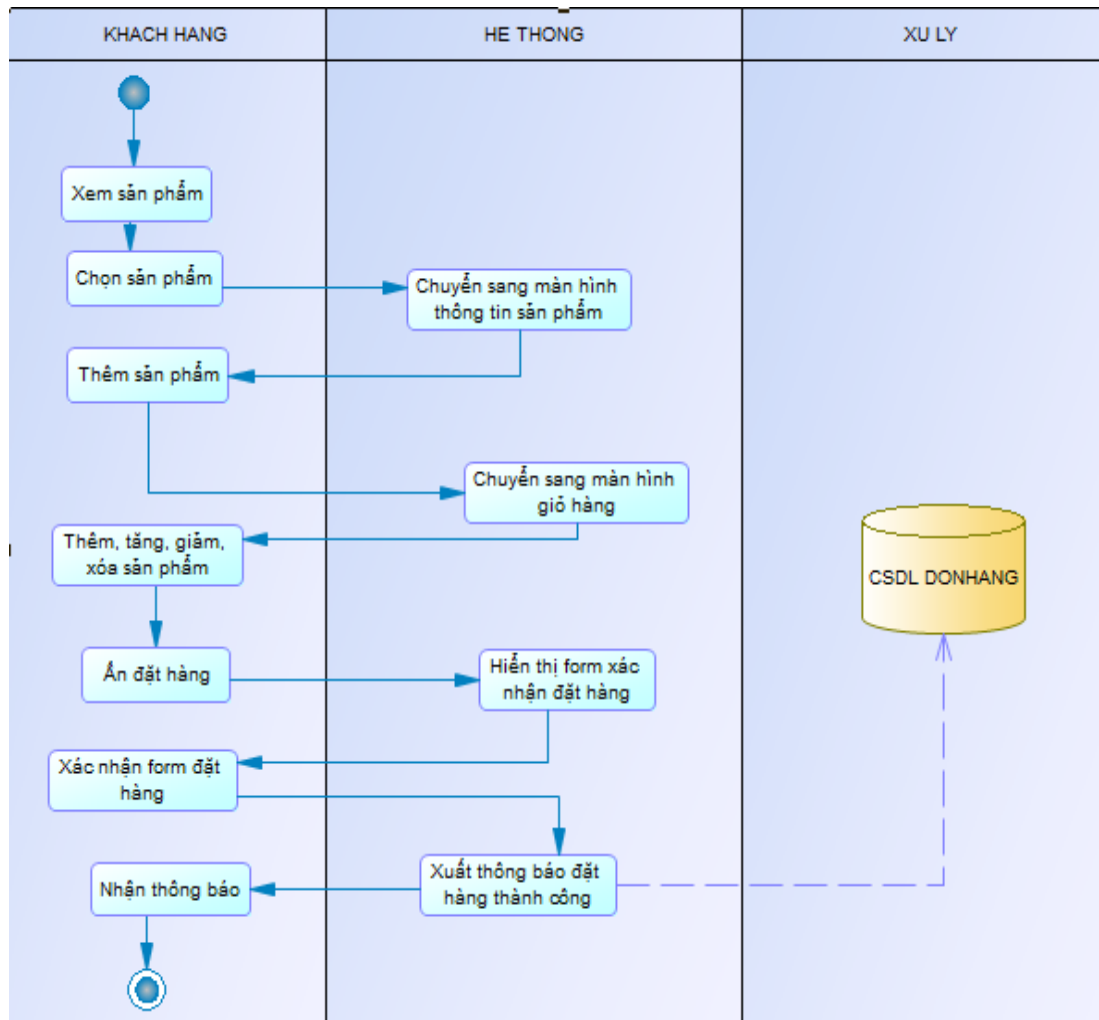 KHACH HANG
HE THONG
XU LY
Xem sản phẩm
Chọn sản phẩm
Chuyển sang màn hình
thông tin sản phẩm
Thêm sản phẩm
Chuyển sang màn hình
giỏ hàng
Thêm, tăng, giảm,
xóa sản phẩm
CSDL DONHANG
Ấn đặt hàng
Hiển thị form xác
nhận đặt hàng
Xác nhận form đặt
hàng
Xuất thông báo đặt
hàng thành công
Nhận thông báo